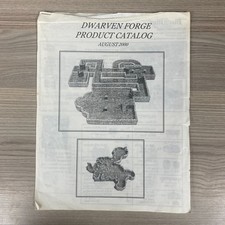 DWARVEN FORGE
PRODUCT CATALOG
AUGUST 2000